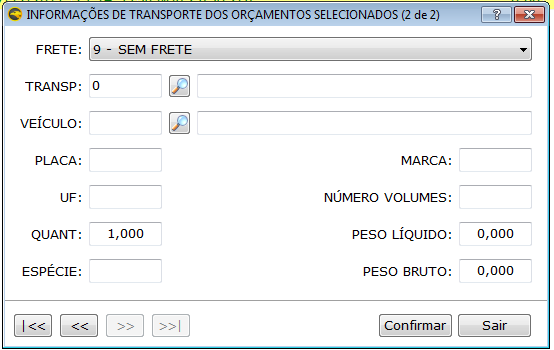 INFORMAÇÕES DE TRANSPORTE DOS ORÇAMENTOS SELECIONADOS (2 de 2)
FRETE: 9 - SEM FRETE
TRANSP: 0
VEÍCULO:
PLACA: MARCA:
UF: NÚMERO VOLUMES:
QUANT: 1,000 PESO LÍQUIDO: 0,000
ESPÉCIE: PESO BRUTO: 0,000
|<< << >> >>| Confirmar Sair